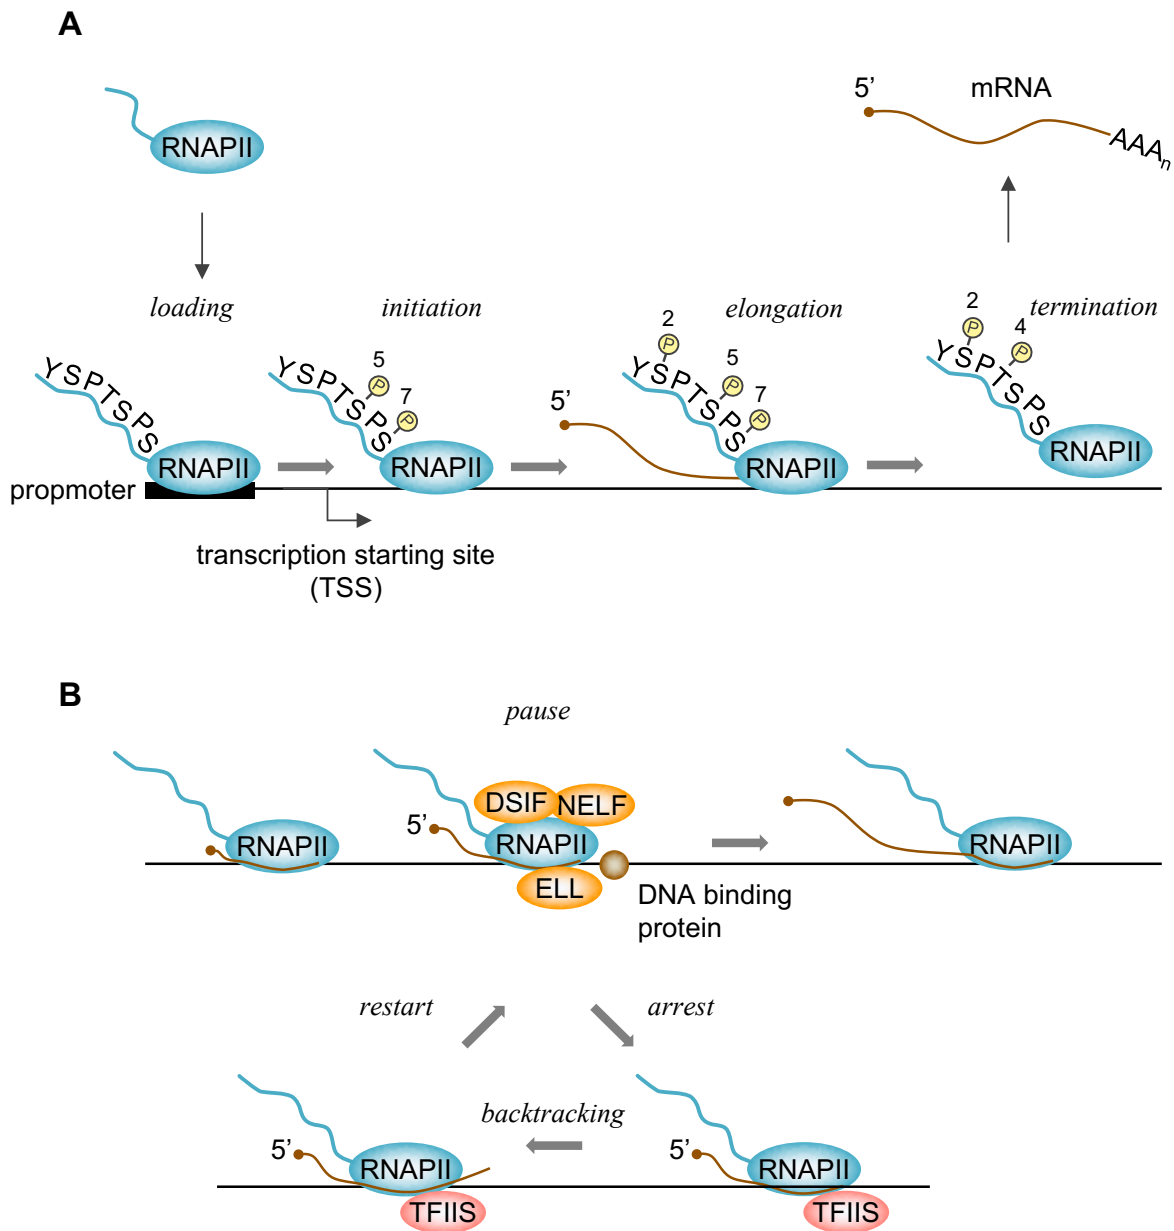 A
RNAPII
5’
mRNA
AAAn
loading
initiation
elongation
termination
YSPTSPS
RNAPII
YSPTSPS
5
P
7
P
RNAPII
5’
YSPTSPS
2
P
5
P
7
P
RNAPII
YSPTSPS
2
P
4
P
RNAPII
propmoter
transcription starting site
(TSS)
B
pause
RNAPII
DSIF
NELF
5’
RNAPII
ELL
DNA binding
protein
RNAPII
restart
arrest
backtracking
5’
RNAPII
TFIIS
5’
RNAPII
TFIIS